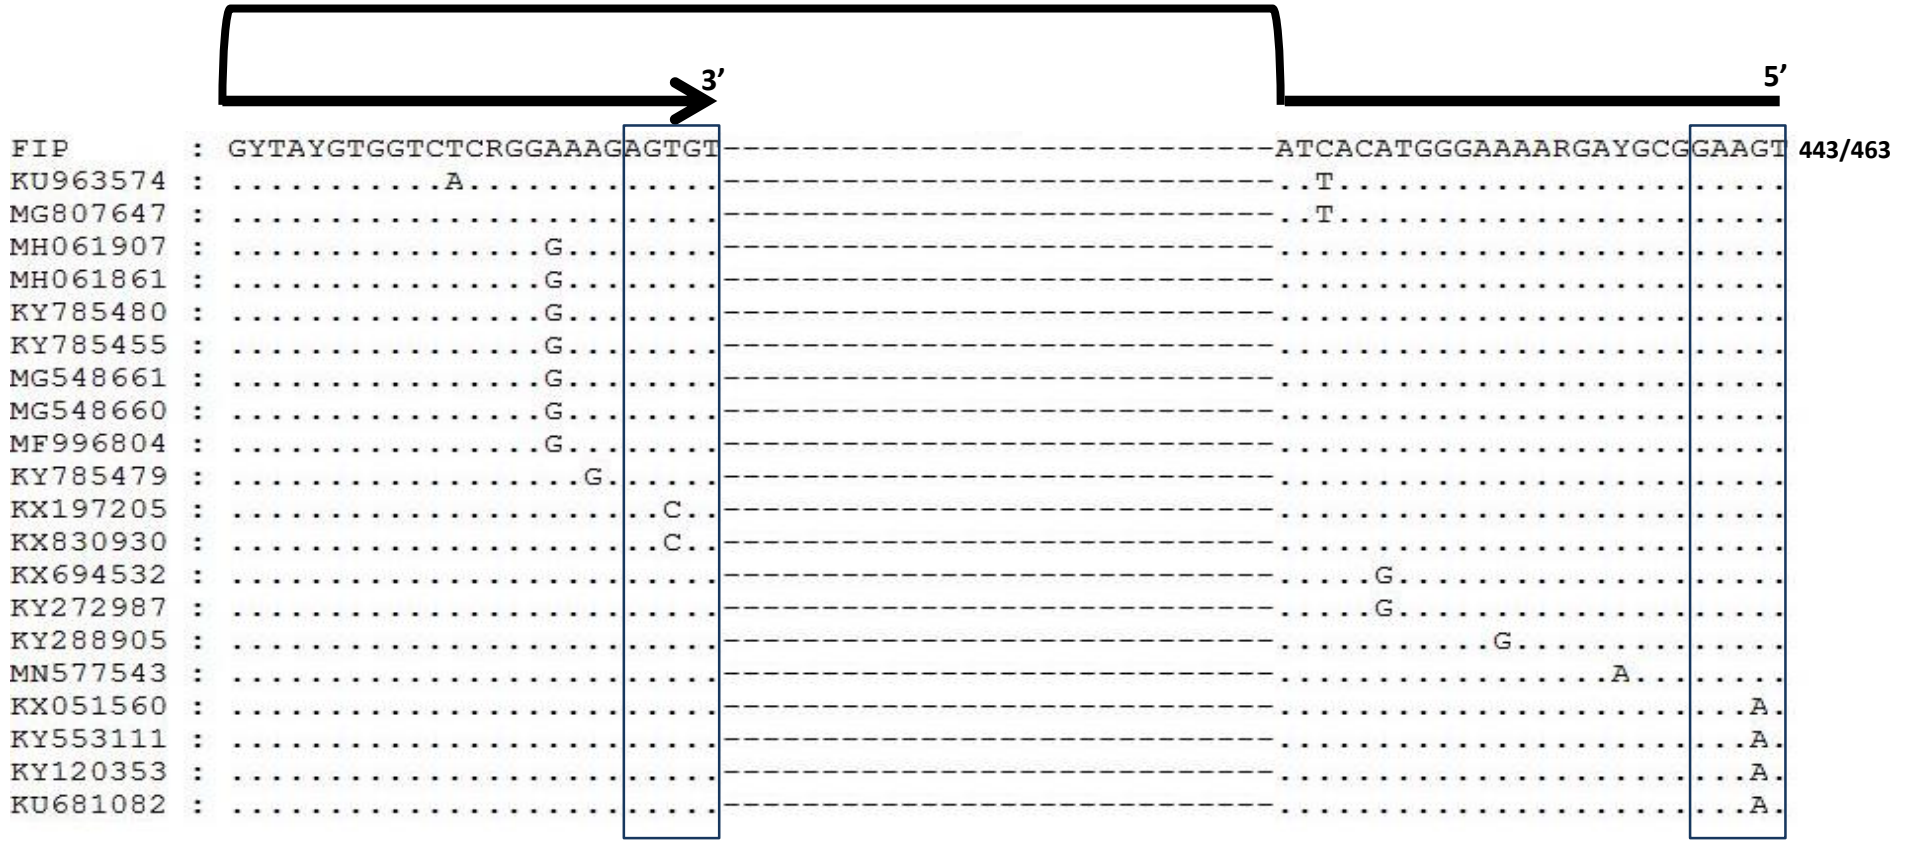 3’ 5’
FIP : GYTAYGTGGTCTCRGGAAAGAGTGT----------------------------ATCACATGGGAAAARGAYGCGGAAGT 443/463
KU963574 : ...........A.............----------------------------..T.......................
MG807647 : .........................----------------------------..T.......................
MH061907 : ................G........----------------------------..........................
MH061861 : ................G........----------------------------..........................
KY785480 : ................G........----------------------------..........................
KY785455 : ................G........----------------------------..........................
MG548661 : ................G........----------------------------..........................
MG548660 : ................G........----------------------------..........................
MF996804 : ................G........----------------------------..........................
KY785479 : ..................G......----------------------------..........................
KX197205 : ......................C..----------------------------..........................
KX830930 : ......................C..----------------------------..........................
KX694532 : .........................----------------------------.....G....................
KY272987 : .........................----------------------------.....G....................
KY288905 : .........................----------------------------...........G..............
MN577543 : .........................----------------------------.................A........
KX051560 : .........................----------------------------........................A.
KY553111 : .........................----------------------------........................A.
KY120353 : .........................----------------------------........................A.
KU681082 : .........................----------------------------........................A.